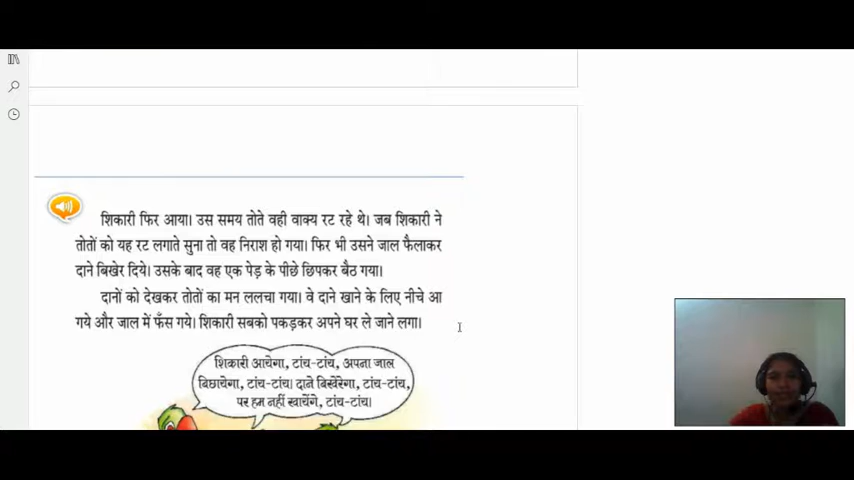 शिकारी फिर आया। उस समय तोते वही वाक्य रट रहे थे। जब शिकारी ने
तोतों को यह रट लगाते सुना तो वह निराश हो गया। फिर भी उसने जाल फैलाकर
दाने बिखेर दिये। उसके बाद वह एक पेड़ के पीछे छिपकर बैठ गया।
दानों को देखकर तोतों का मन ललचा गया। वे दाने खाने के लिए नीचे आ
गये और जाल में फँस गये। शिकारी सबको पकड़कर अपने घर ले जाने लगा।
शिकारी आयेगा, टांच-टांच, अपना जाल
बिछायेगा, टांच-टांच। दाने बिखेरेगा, टांच-टांच,
पर हम नहीं खायेंगे, टांच-टांच।